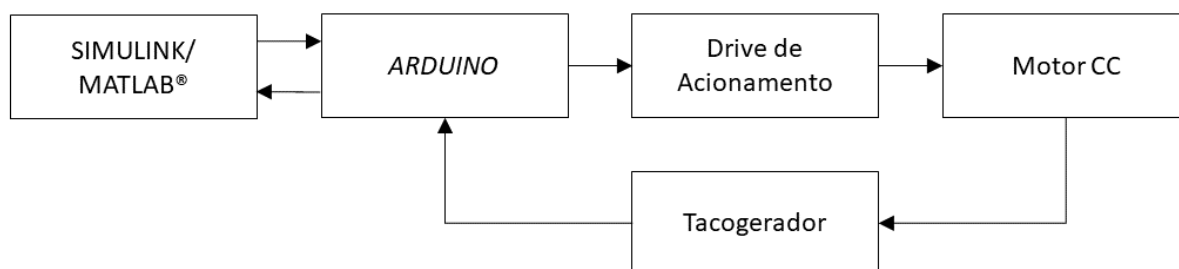 SIMULINK/
MATLAB®
ARDUINO
Drive de
Acionamento
Motor CC
Tacogerador